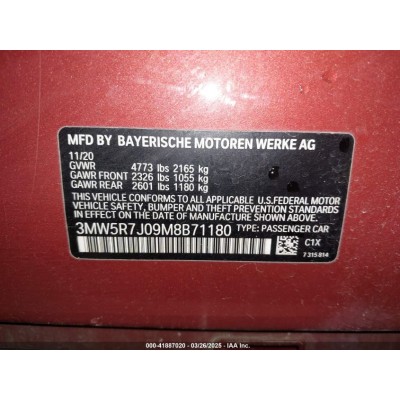 MFD BY BAYERISCHE MOTOREN WERKE AG
11/20
GVWR 4773 lbs 2165 kg
GAWR FRONT 2326 lbs 1055 kg
GAWR REAR 2601 lbs 1180 kg
THIS VEHICLE CONFORMS TO ALL APPLICABLE U.S. FEDERAL MOTOR
VEHICLE SAFETY, BUMPER, AND THEFT PREVENTION STANDARDS IN
EFFECT ON THE DATE OF MANUFACTURE SHOWN ABOVE.
3MW5R7J09M8B71180 TYPE: PASSENGER CAR
C1X
7 315 814
000-41887020 — 03/26/2025 — IAA Inc.